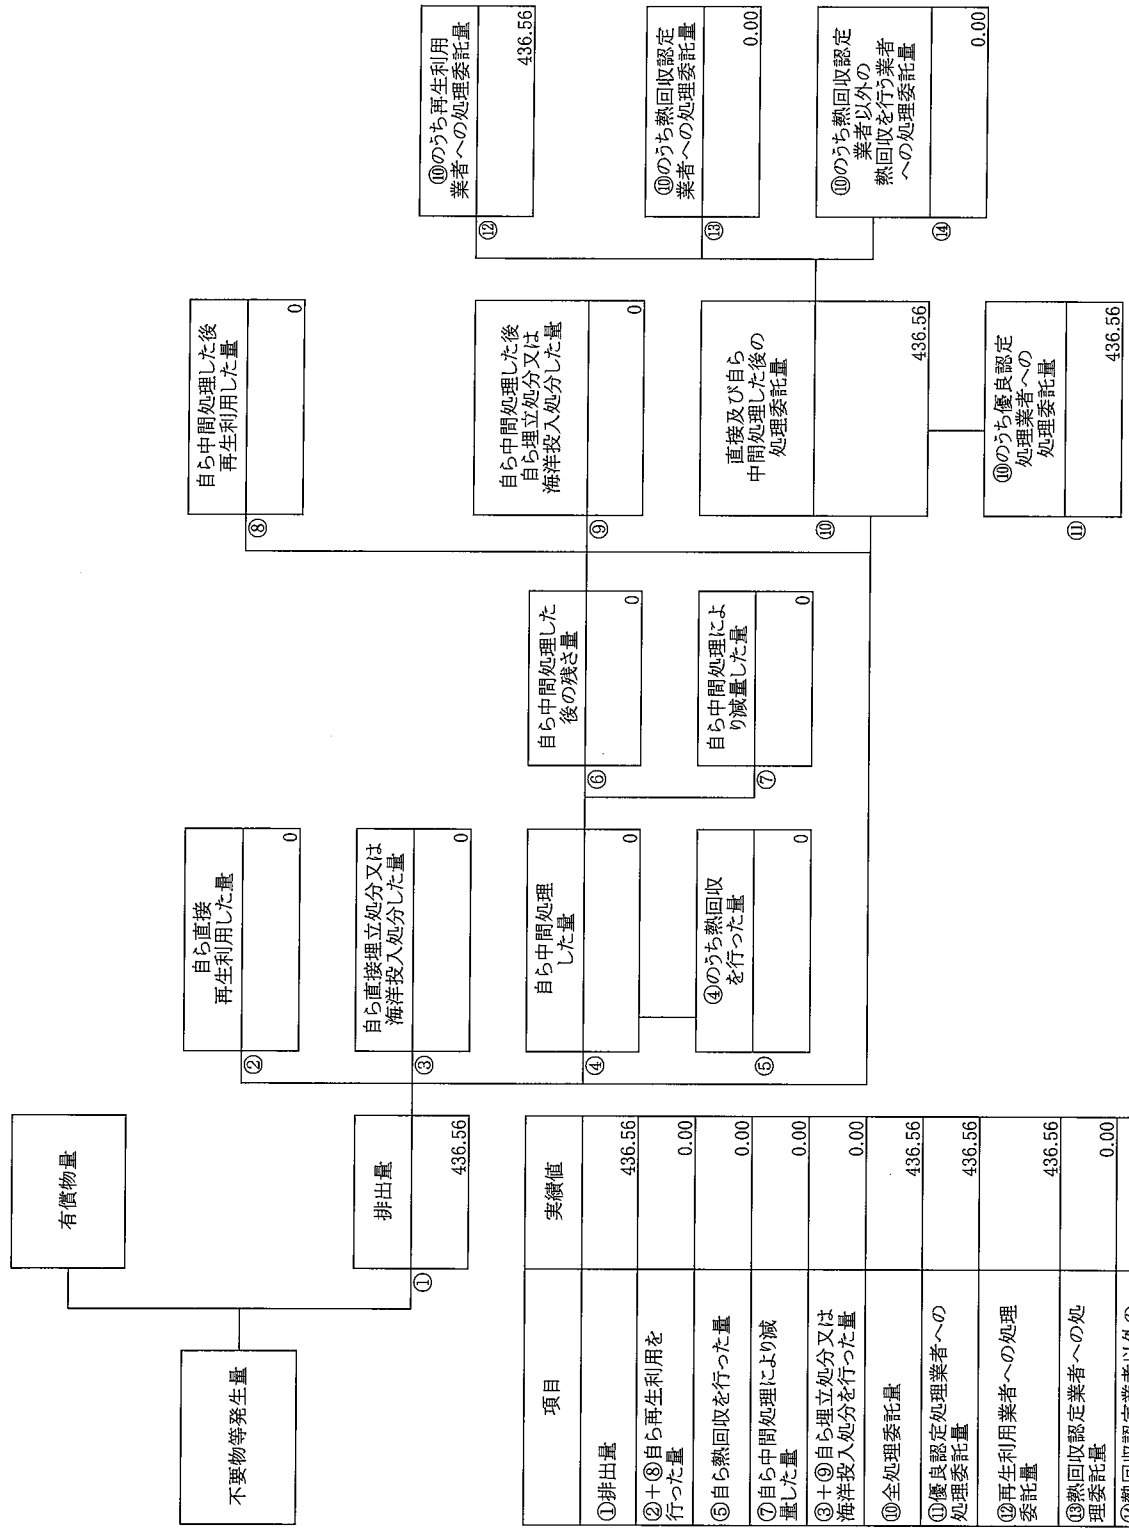 不要物等発生量
有償物量
排出量
①
436.56
自ら直接
再生利用した量
②
0
自ら直接埋立処分又は
海洋投入処分した量
③
0
自ら中間処理
した量
④
0
④のうち熱回収
を行った量
⑤
0
自ら中間処理した
後の残さ量
⑥
0
自ら中間処理によ
り減量した量
⑦
0
自ら中間処理した後
再生利用した量
⑧
0
自ら中間処理した後
自ら埋立処分又は
海洋投入処分した量
⑨
0
直接及び自ら
中間処理した後の
処理委託量
⑩
436.56
⑩のうち優良認定
処理業者への
処理委託量
⑪
436.56
⑩のうち再生利用
業者への処理委託量
⑫
436.56
⑩のうち熱回収認定
業者への処理委託量
⑬
0.00
⑩のうち熱回収認定
業者以外の
熱回収を行う業者
への処理委託量
⑭
0.00
項目 実績値
①排出量 436.56
②+⑧自ら再生利用を
行った量 0.00
⑤自ら熱回収を行った量 0.00
⑦自ら中間処理により減
量した量 0.00
③+⑨自ら埋立処分又は
海洋投入処分を行った量 0.00
⑩全処理委託量 436.56
⑪優良認定処理業者への
処理委託量 436.56
⑫再生利用業者への処理
委託量 436.56
⑬熱回収認定業者への処
理委託量 0.00
⑭熱回収認定業者以外の